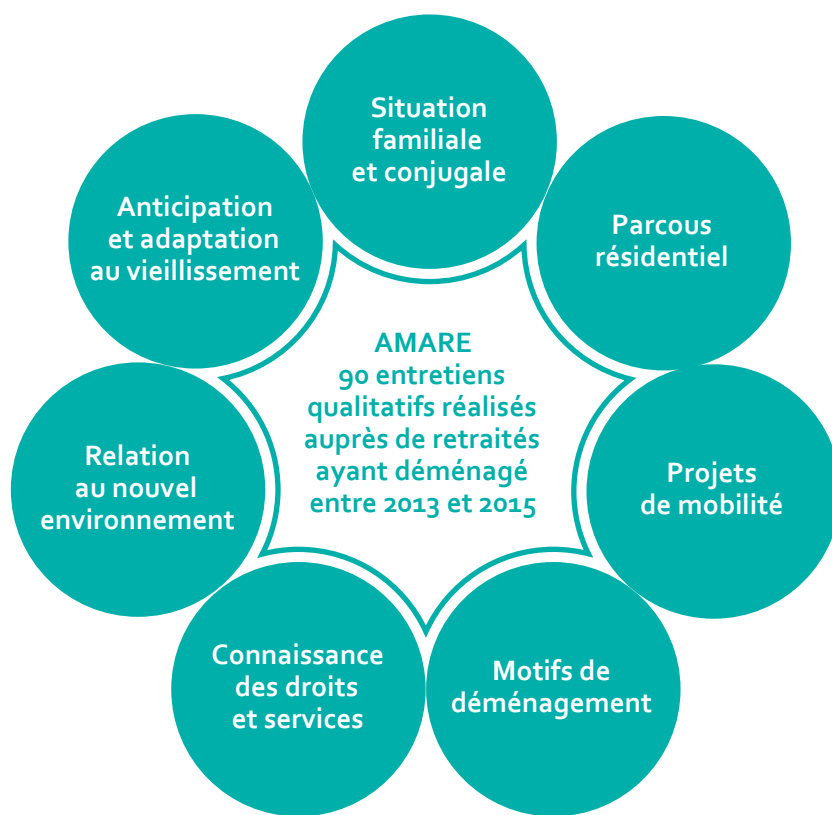 Situation
familiale
et conjugale
Parcous
résidentiel
Projets
de mobilité
Motifs de
déménagement
Connaissance
des droits
et services
Relation
au nouvel
environnement
Anticipation
et adaptation
au vieillissement
AMARE
90 entretiens
qualitatifs réalisés
auprès de retraités
ayant déménagé
entre 2013 et 2015